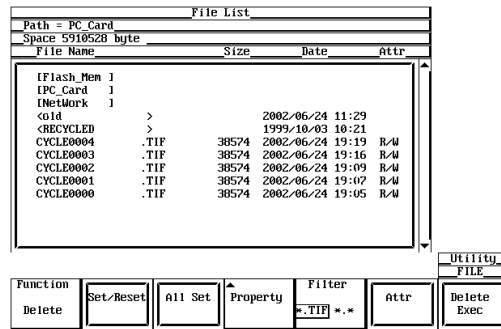 File List
Path = PC_Card
Space 5910528 byte
File Name Size Date Attr
[Flash_Mem ]
[PC_Card ]
[NetWork ]
<old > 2002/06/24 11:29
<RECYCLED > 1999/10/03 10:21
CYCLE0004 .TIF 38574 2002/06/24 19:19 R/W
CYCLE0003 .TIF 38574 2002/06/24 19:16 R/W
CYCLE0002 .TIF 38574 2002/06/24 19:09 R/W
CYCLE0001 .TIF 38574 2002/06/24 19:07 R/W
CYCLE0000 .TIF 38574 2002/06/24 19:05 R/W
Utility
FILE
Function
Delete
Set/Reset
All Set
Property
Filter
*.TIF *.*
Attr
Delete
Exec